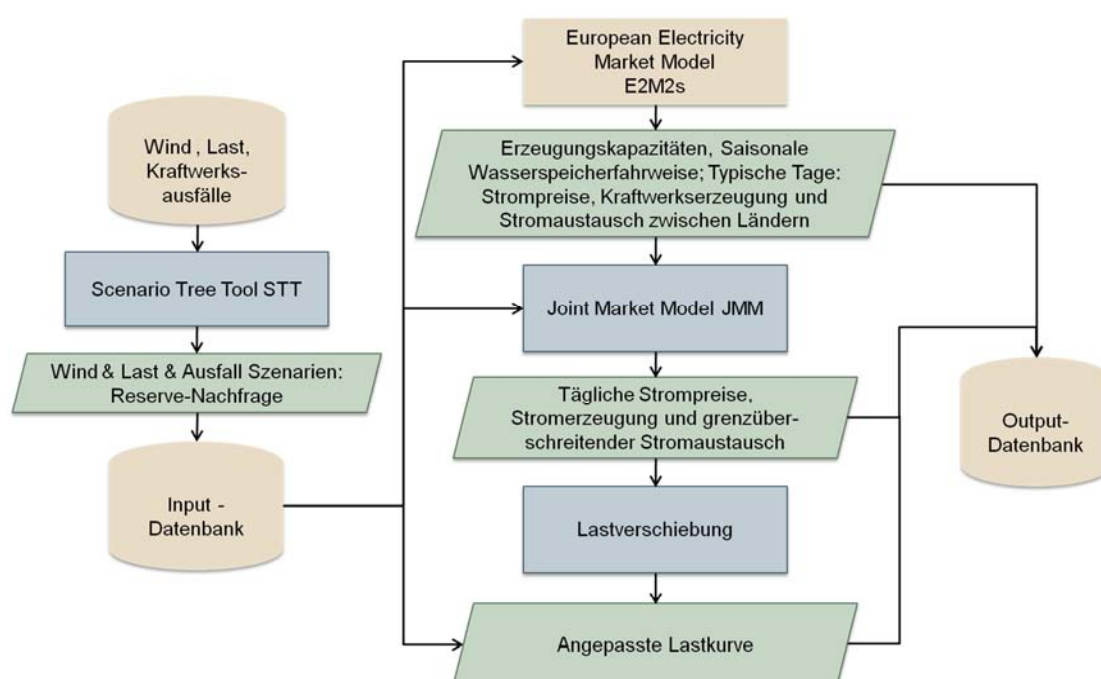 Wind , Last,
Kraftwerks-
ausfälle
Scenario Tree Tool STT
Wind & Last & Ausfall Szenarien:
Reserve-Nachfrage
Input -
Datenbank
European Electricity
Market Model
E2M2s
Erzeugungskapazitäten, Saisonale
Wasserspeicherfahrweise; Typische Tage:
Strompreise, Kraftwerkserzeugung und
Stromaustausch zwischen Ländern
Joint Market Model JMM
Tägliche Strompreise,
Stromerzeugung und grenzüber-
schreitender Stromaustausch
Lastverschiebung
Angepasste Lastkurve
Output-
Datenbank